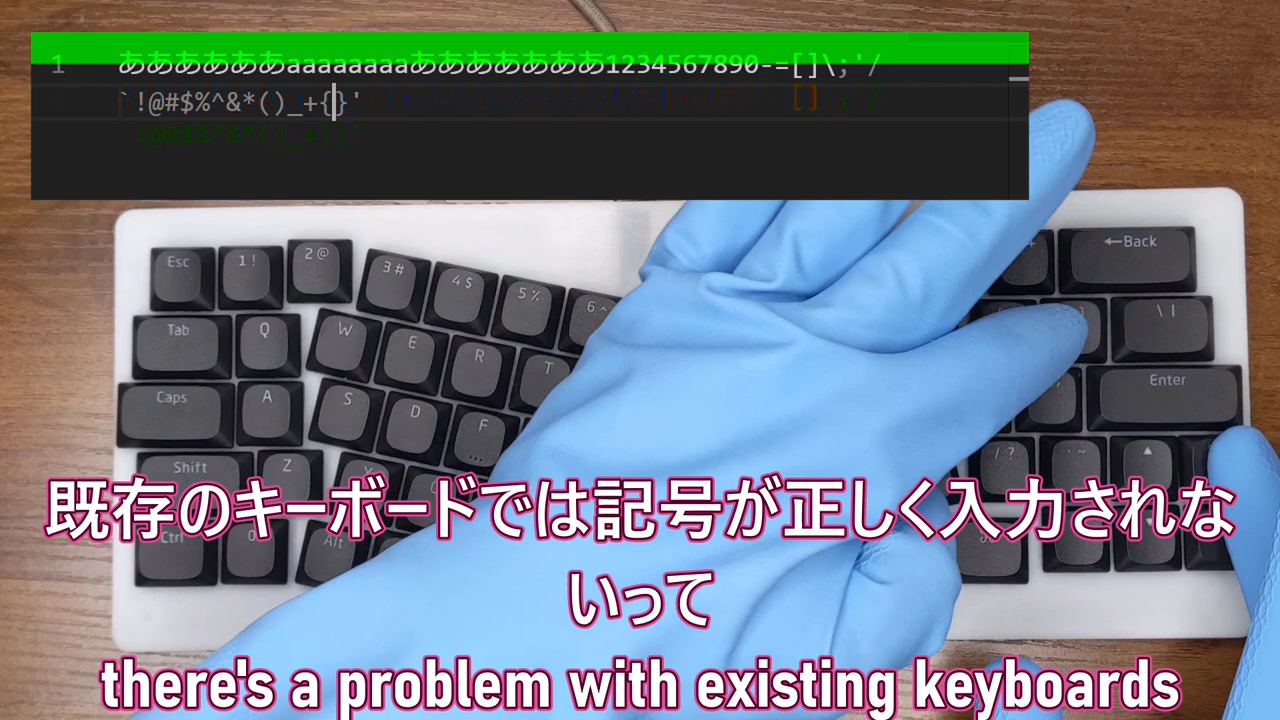 1 ああああああaaaaaaaaあああああああ1234567890-=[]\;'/
`!@#$%^&*()_+{}'
Esc
1 !
2 @
3 #
4 $
5 %
6 ^
+
←Back
Tab
Q
W
E
R
T
\ |
Caps
A
S
D
F
Enter
Shift
Z
X
/ ?
` ~
▲
Ctrl
Alt
既存のキーボードでは記号が正しく入力されな
いって
there's a problem with existing keyboards